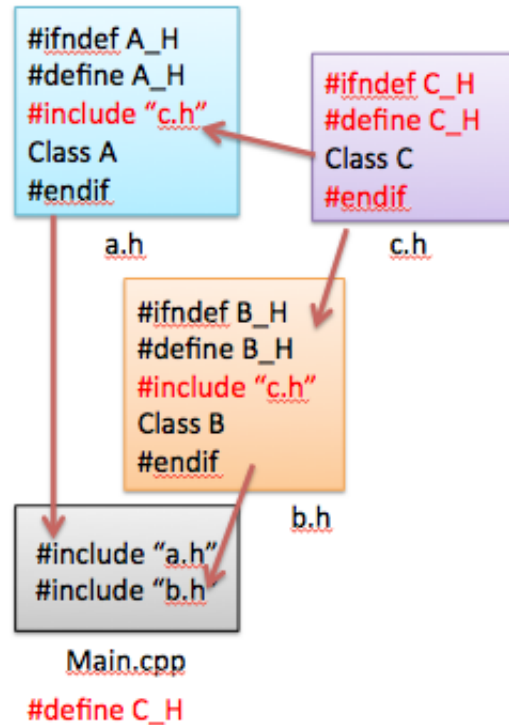 #ifndef A_H
#define A_H
#include “c.h”
Class A
#endif
a.h
#ifndef C_H
#define C_H
Class C
#endif
c.h
#ifndef B_H
#define B_H
#include “c.h”
Class B
#endif
b.h
#include “a.h”
#include “b.h”
Main.cpp
#define C_H